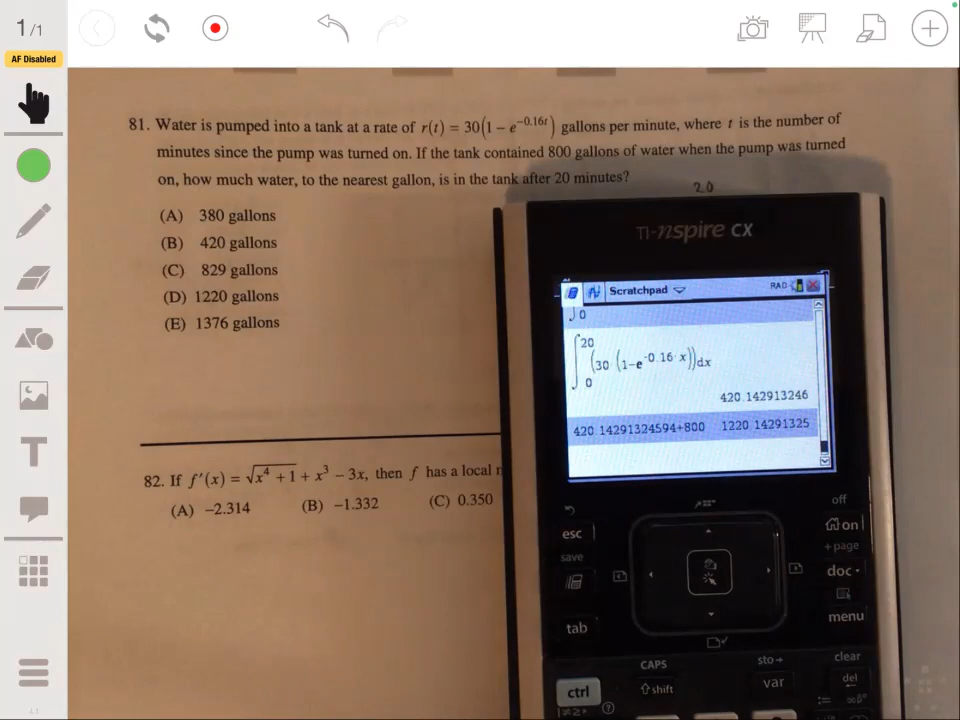 1/1
AF Disabled
81. Water is pumped into a tank at a rate of r(t) = 30(1 − e^{−0.16t}) gallons per minute, where t is the number of
minutes since the pump was turned on. If the tank contained 800 gallons of water when the pump was turned
on, how much water, to the nearest gallon, is in the tank after 20 minutes?
20
(A) 380 gallons
(B) 420 gallons
(C) 829 gallons
(D) 1220 gallons
(E) 1376 gallons
TI-nspire CX
Scratchpad RAD
∫0
∫_0^20 (30·(1−e^{-0.16·x}))dx
420.142913246
420.14291324594+800 1220.14291325
82. If f′(x) = √(x⁴ + 1) + x³ − 3x, then f has a local
(A) −2.314 (B) −1.332 (C) 0.350
off
esc
on
save
+page
doc
tab
menu
CAPS
sto→
clear
ctrl
shift
var
del
T